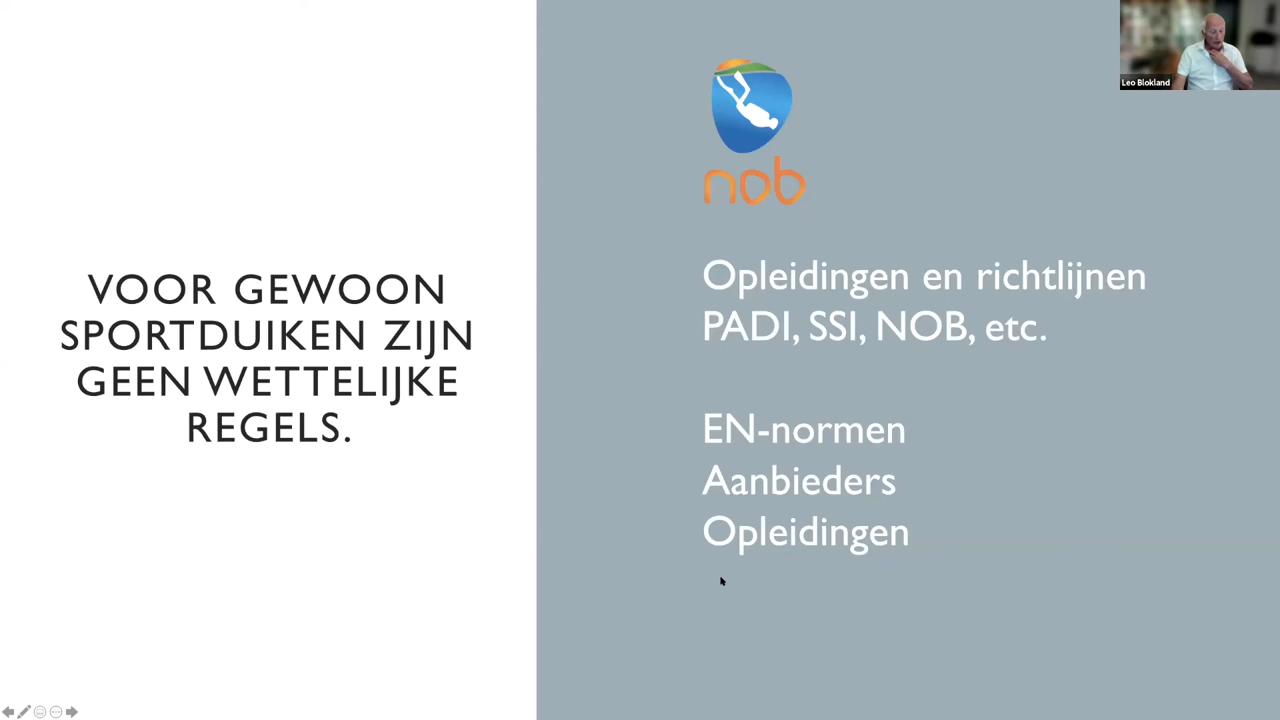 VOOR GEWOON
SPORTDUIKEN ZIJN
GEEN WETTELIJKE
REGELS.
nob
Opleidingen en richtlijnen
PADI, SSI, NOB, etc.
EN-normen
Aanbieders
Opleidingen
Leo Blokland